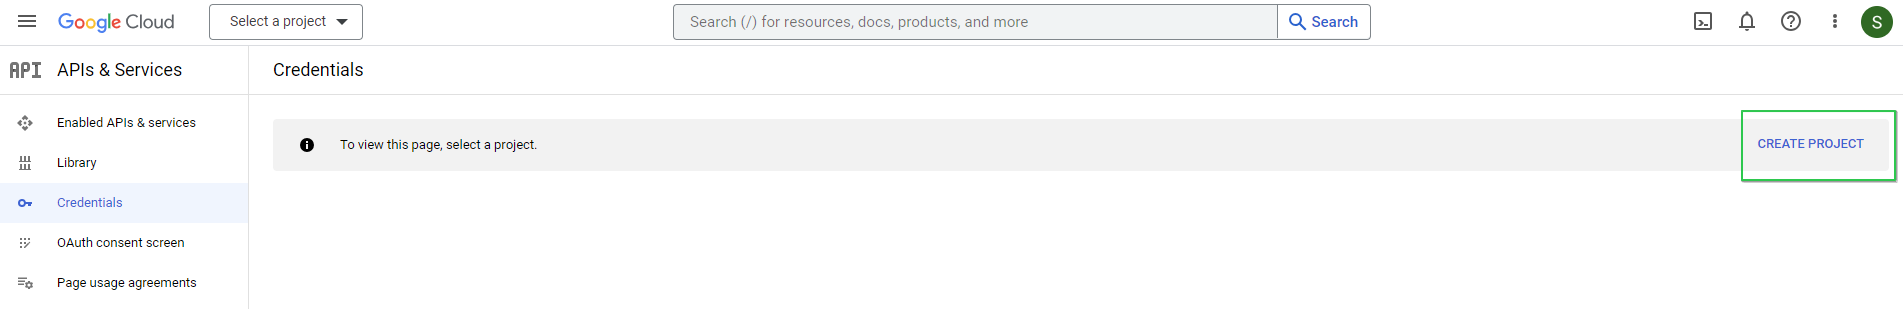 Google Cloud
Select a project
Search (/) for resources, docs, products, and more
Search
S
API
APIs & Services
Credentials
Enabled APIs & services
Library
Credentials
OAuth consent screen
Page usage agreements
To view this page, select a project.
CREATE PROJECT